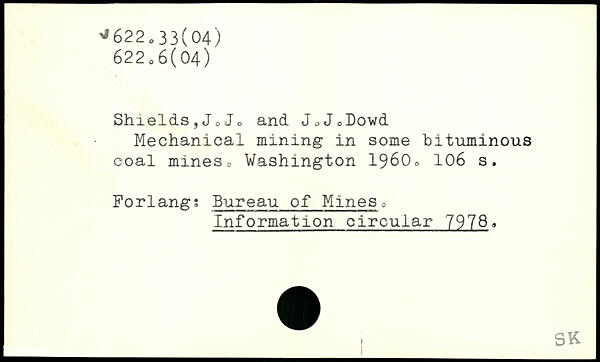 622.33(04)
622.6(04)
Shields,J.J. and J.J.Dowd
Mechanical mining in some bituminous
coal mines. Washington 1960. 106 s.
Forlang: Bureau of Mines.
Information circular 7978.
SK